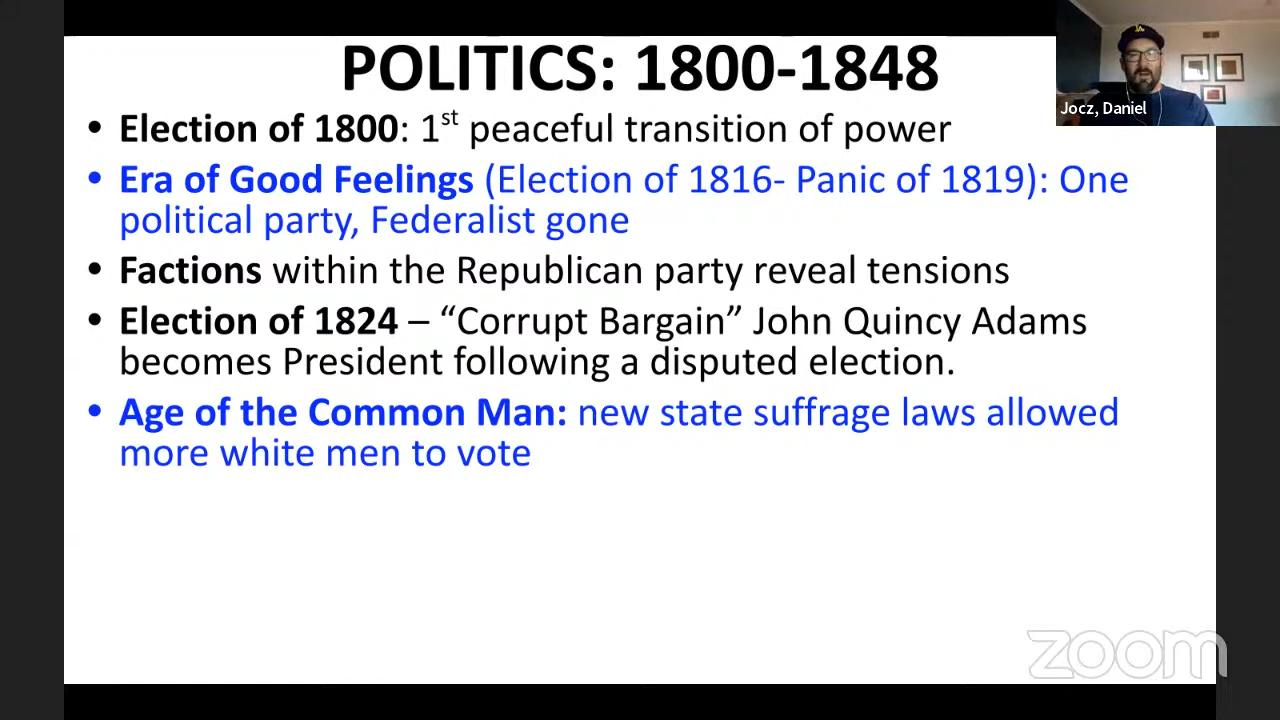 POLITICS: 1800-1848
Jocz, Daniel
• Election of 1800: 1st peaceful transition of power
• Era of Good Feelings (Election of 1816- Panic of 1819): One
political party, Federalist gone
• Factions within the Republican party reveal tensions
• Election of 1824 – “Corrupt Bargain” John Quincy Adams
becomes President following a disputed election.
• Age of the Common Man: new state suffrage laws allowed
more white men to vote
zoom